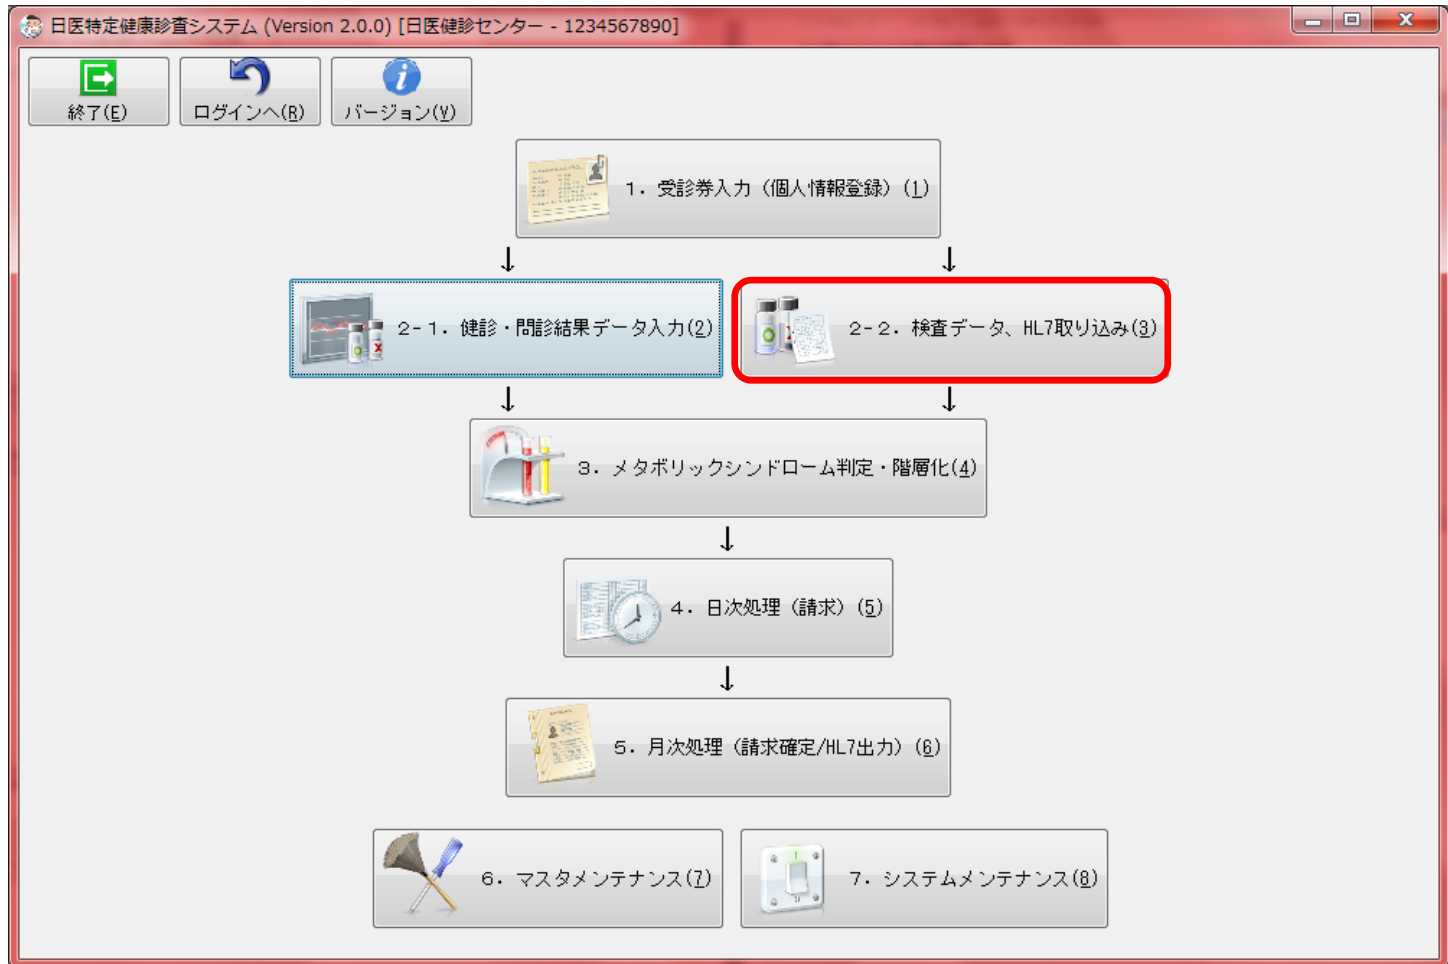 日医特定健康診査システム (Version 2.0.0) [日医健診センター - 1234567890]
終了(E)
ログインへ(R)
バージョン(V)
1. 受診券入力（個人情報登録）(1)
↓ ↓
2-1. 健診・問診結果データ入力(2)
2-2. 検査データ、HL7取り込み(3)
↓ ↓
3. メタボリックシンドローム判定・階層化(4)
↓
4. 日次処理（請求）(5)
↓
5. 月次処理（請求確定/HL7出力）(6)
6. マスタメンテナンス(7)
7. システムメンテナンス(8)